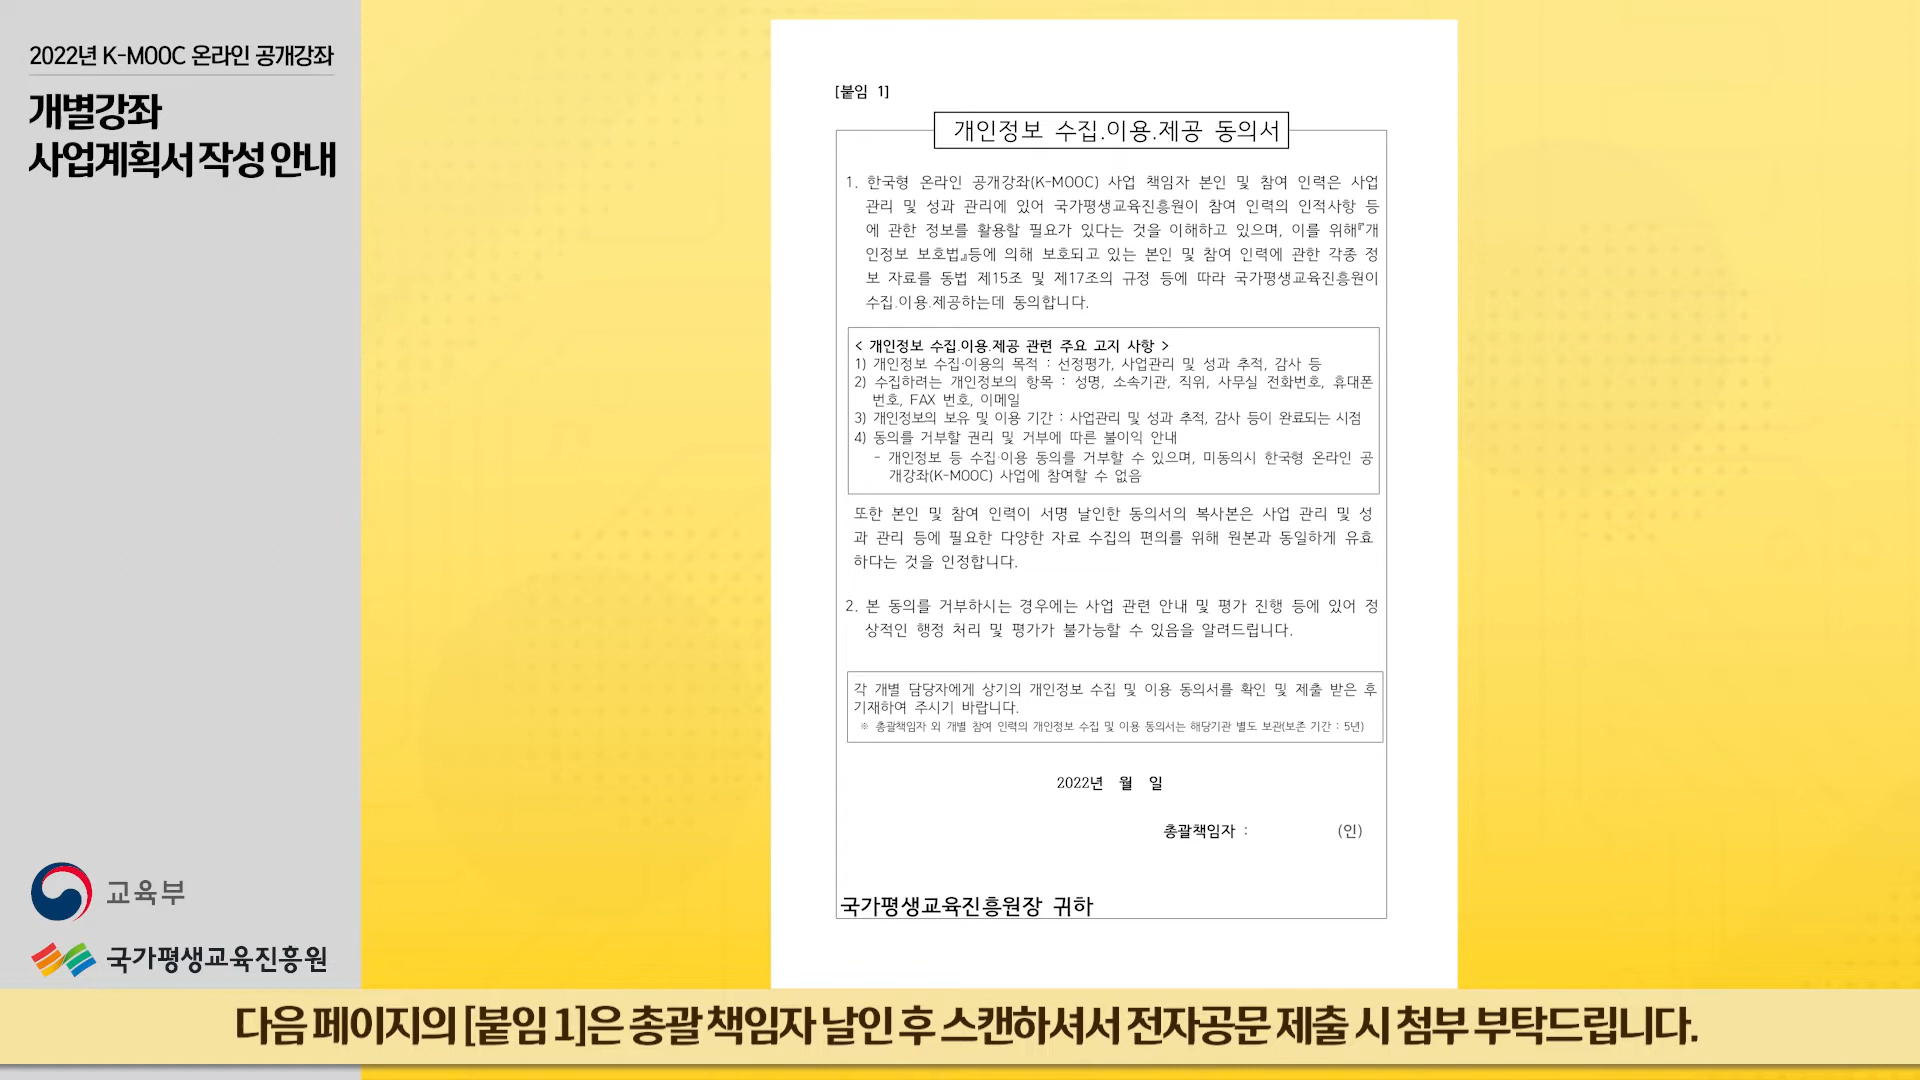 2022년 K-MOOC 온라인 공개강좌
개별강좌
사업계획서 작성 안내
[붙임 1]
개인정보 수집.이용.제공 동의서
1. 한국형 온라인 공개강좌(K-MOOC) 사업 책임자 본인 및 참여 인력은 사업
관리 및 성과 관리에 있어 국가평생교육진흥원이 참여 인력의 인적사항 등
에 관한 정보를 활용할 필요가 있다는 것을 이해하고 있으며, 이를 위해『개
인정보 보호법』등에 의해 보호되고 있는 본인 및 참여 인력에 관한 각종 정
보 자료를 동법 제15조 및 제17조의 규정 등에 따라 국가평생교육진흥원이
수집.이용.제공하는데 동의합니다.
< 개인정보 수집.이용.제공 관련 주요 고지 사항 >
1) 개인정보 수집·이용의 목적 : 선정평가, 사업관리 및 성과 추적, 감사 등
2) 수집하려는 개인정보의 항목 : 성명, 소속기관, 직위, 사무실 전화번호, 휴대폰
번호, FAX 번호, 이메일
3) 개인정보의 보유 및 이용 기간 : 사업관리 및 성과 추적, 감사 등이 완료되는 시점
4) 동의를 거부할 권리 및 거부에 따른 불이익 안내
- 개인정보 등 수집·이용 동의를 거부할 수 있으며, 미동의시 한국형 온라인 공
개강좌(K-MOOC) 사업에 참여할 수 없음
또한 본인 및 참여 인력이 서명 날인한 동의서의 복사본은 사업 관리 및 성
과 관리 등에 필요한 다양한 자료 수집의 편의를 위해 원본과 동일하게 유효
하다는 것을 인정합니다.
2. 본 동의를 거부하시는 경우에는 사업 관련 안내 및 평가 진행 등에 있어 정
상적인 행정 처리 및 평가가 불가능할 수 있음을 알려드립니다.
각 개별 담당자에게 상기의 개인정보 수집 및 이용 동의서를 확인 및 제출 받은 후
기재하여 주시기 바랍니다.
※ 총괄책임자 외 개별 참여 인력의 개인정보 수집 및 이용 동의서는 해당기관 별도 보관(보존 기간 : 5년)
2022년 월 일
총괄책임자 : (인)
국가평생교육진흥원장 귀하
교육부
국가평생교육진흥원
다음 페이지의 [붙임 1]은 총괄 책임자 날인 후 스캔하셔서 전자공문 제출 시 첨부 부탁드립니다.